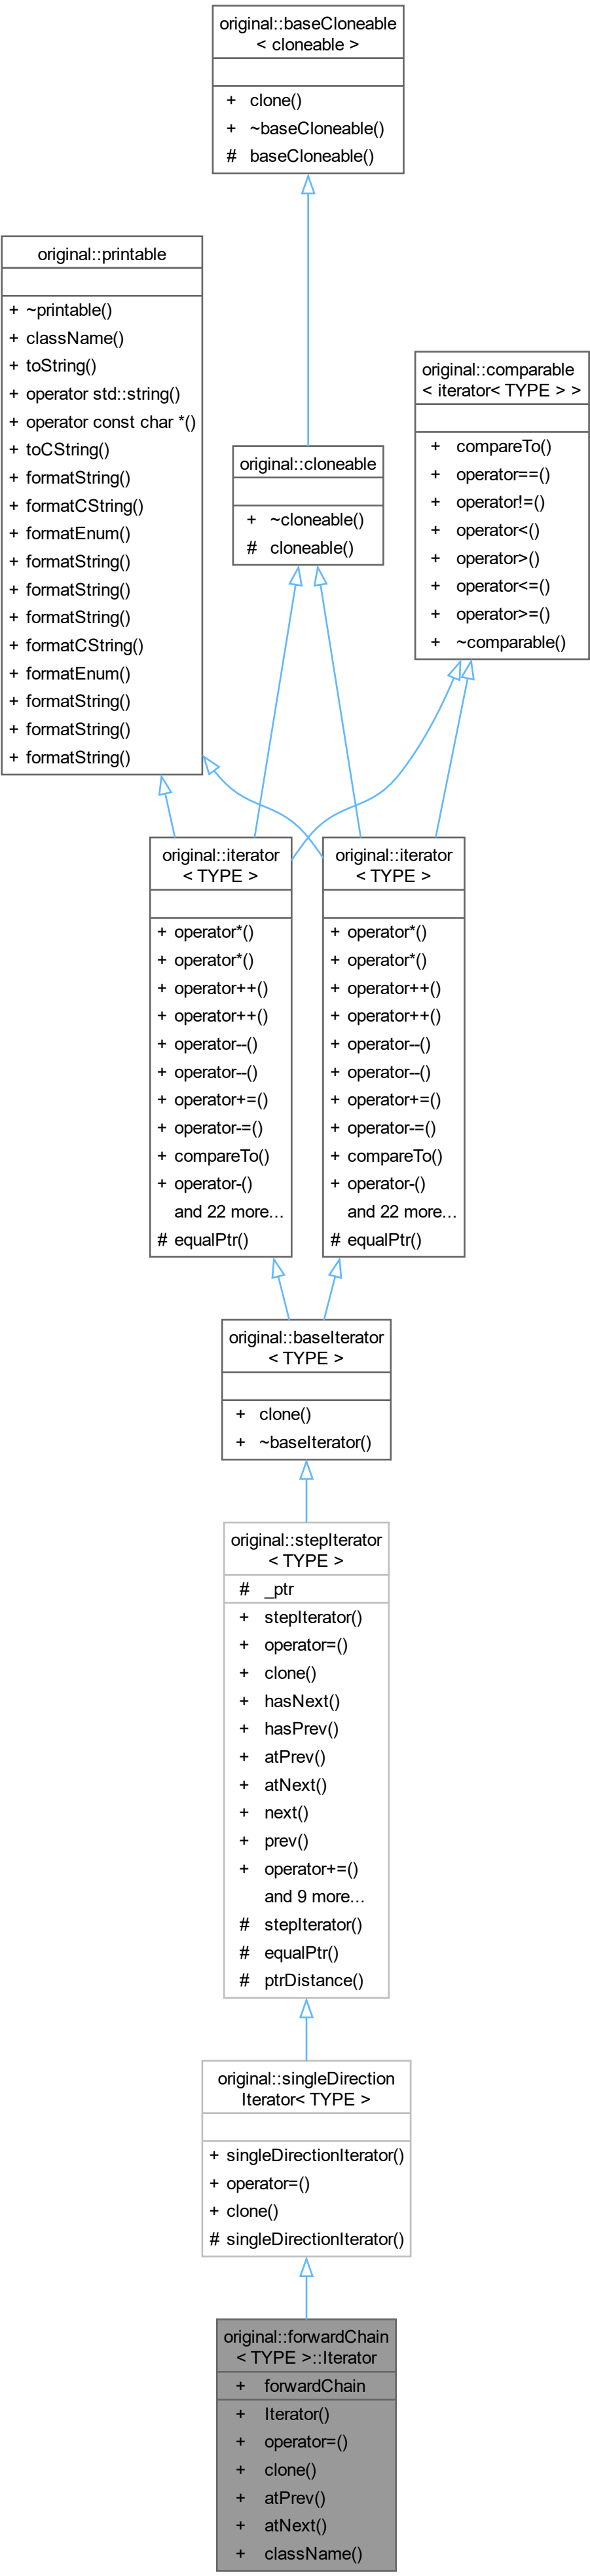 original::baseCloneable
< cloneable >
+ clone()
+ ~baseCloneable()
# baseCloneable()
original::printable
+ ~printable()
+ className()
+ toString()
+ operator std::string()
+ operator const char *()
+ toCString()
+ formatString()
+ formatCString()
+ formatEnum()
+ formatString()
+ formatString()
+ formatString()
+ formatCString()
+ formatEnum()
+ formatString()
+ formatString()
+ formatString()
original::comparable
< iterator< TYPE > >
+ compareTo()
+ operator==()
+ operator!=()
+ operator<()
+ operator>()
+ operator<=()
+ operator>=()
+ ~comparable()
original::cloneable
+ ~cloneable()
# cloneable()
original::iterator
< TYPE >
+ operator*()
+ operator*()
+ operator++()
+ operator++()
+ operator--()
+ operator--()
+ operator+=()
+ operator-=()
+ compareTo()
+ operator-()
and 22 more...
# equalPtr()
original::iterator
< TYPE >
+ operator*()
+ operator*()
+ operator++()
+ operator++()
+ operator--()
+ operator--()
+ operator+=()
+ operator-=()
+ compareTo()
+ operator-()
and 22 more...
# equalPtr()
original::baseIterator
< TYPE >
+ clone()
+ ~baseIterator()
original::stepIterator
< TYPE >
# _ptr
+ stepIterator()
+ operator=()
+ clone()
+ hasNext()
+ hasPrev()
+ atPrev()
+ atNext()
+ next()
+ prev()
+ operator+=()
and 9 more...
# stepIterator()
# equalPtr()
# ptrDistance()
original::singleDirection
Iterator< TYPE >
+ singleDirectionIterator()
+ operator=()
+ clone()
# singleDirectionIterator()
original::forwardChain
< TYPE >::Iterator
+ forwardChain
+ Iterator()
+ operator=()
+ clone()
+ atPrev()
+ atNext()
+ className()